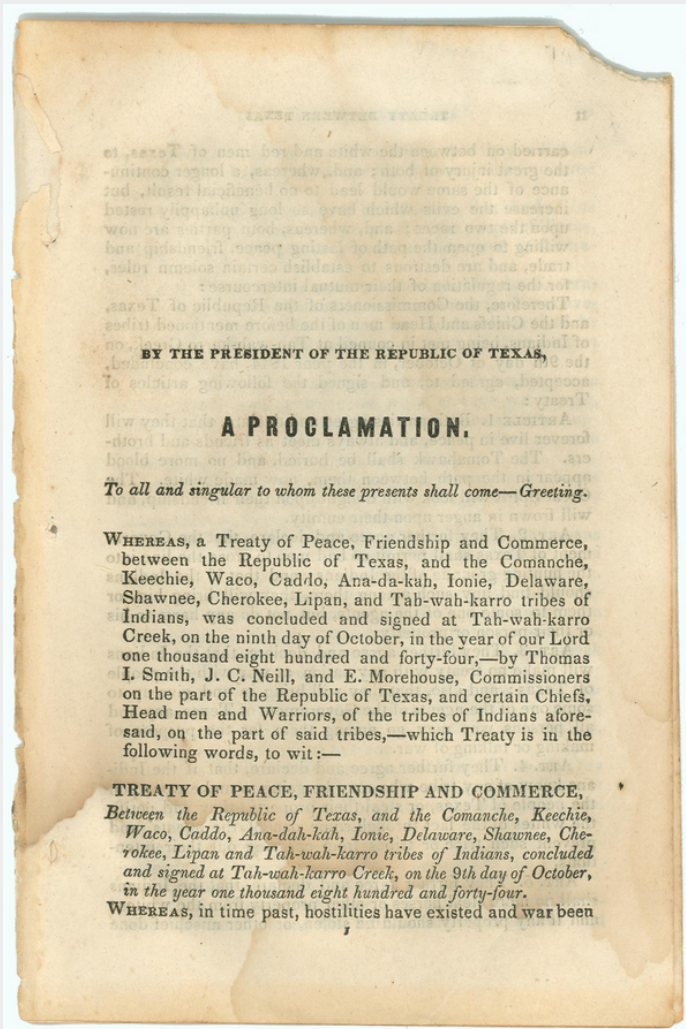 BY THE PRESIDENT OF THE REPUBLIC OF TEXAS,
A PROCLAMATION.
To all and singular to whom these presents shall come—Greeting.
WHEREAS, a Treaty of Peace, Friendship and Commerce,
between the Republic of Texas, and the Comanche,
Keechie, Waco, Caddo, Ana-da-kah, Ionie, Delaware,
Shawnee, Cherokee, Lipan, and Tah-wah-karro tribes of
Indians, was concluded and signed at Tah-wah-karro
Creek, on the ninth day of October, in the year of our Lord
one thousand eight hundred and forty-four,—by Thomas
I. Smith, J. C. Neill, and E. Morehouse, Commissioners
on the part of the Republic of Texas, and certain Chiefs,
Head men and Warriors, of the tribes of Indians afore-
said, on the part of said tribes,—which Treaty is in the
following words, to wit:—
TREATY OF PEACE, FRIENDSHIP AND COMMERCE,
Between the Republic of Texas, and the Comanche, Keechie,
Waco, Caddo, Ana-dah-kah, Ionie, Delaware, Shawnee, Che-
rokee, Lipan and Tah-wah-karro tribes of Indians, concluded
and signed at Tah-wah-karro Creek, on the 9th day of October,
in the year one thousand eight hundred and forty-four.
WHEREAS, in time past, hostilities have existed and war been